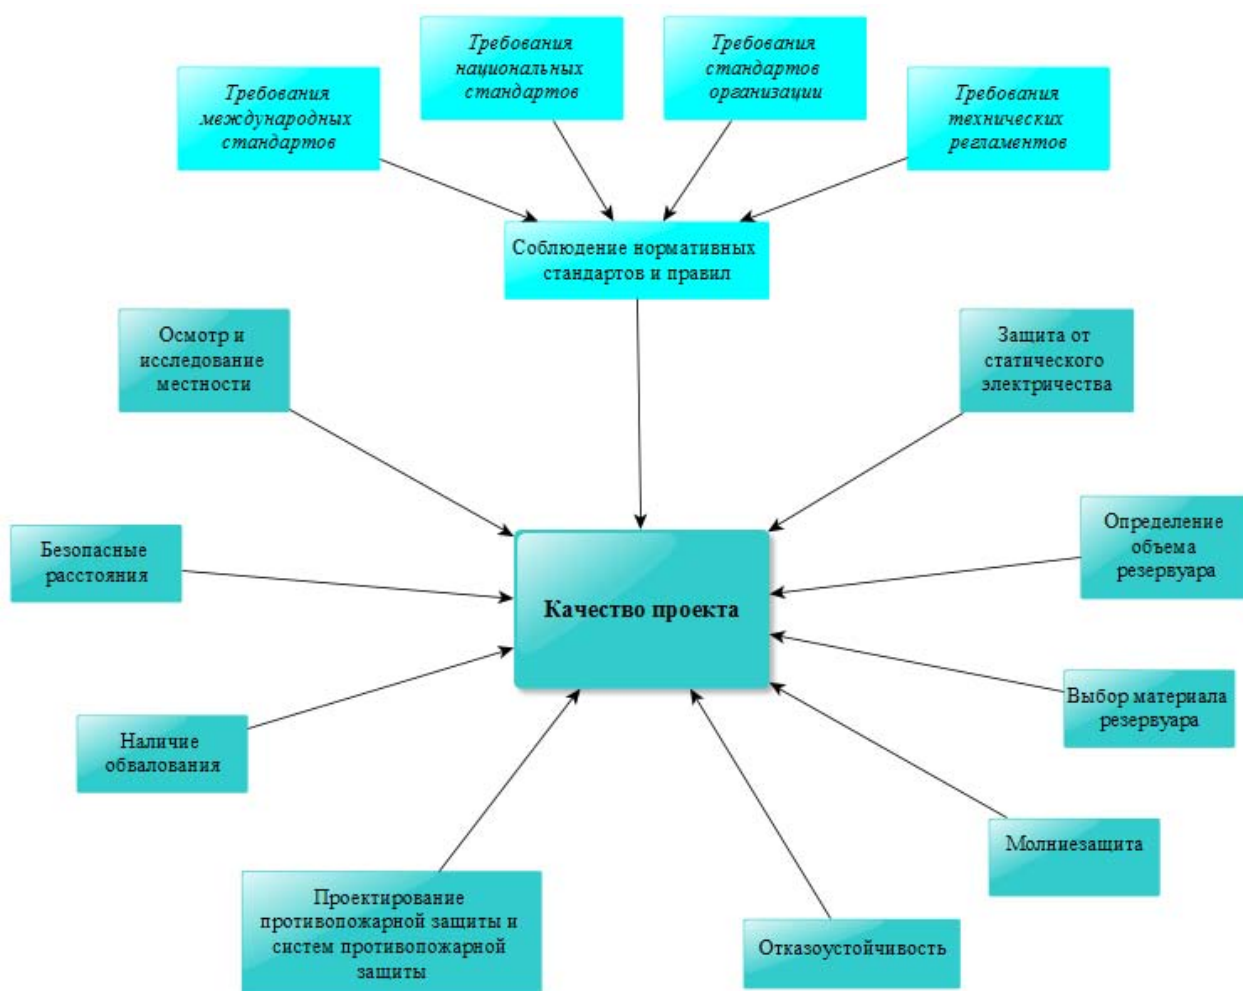 Требования
международных
стандартов
Требования
национальных
стандартов
Требования
стандартов
организации
Требования
технических
регламентов
Соблюдение нормативных
стандартов и правил
Осмотр и
исследование
местности
Защита от
статического
электричества
Безопасные
расстояния
Определение
объема
резервуара
Качество проекта
Наличие
обвалования
Выбор материала
резервуара
Молниезащита
Проектирование
противопожарной защиты и
систем противопожарной
защиты
Отказоустойчивость